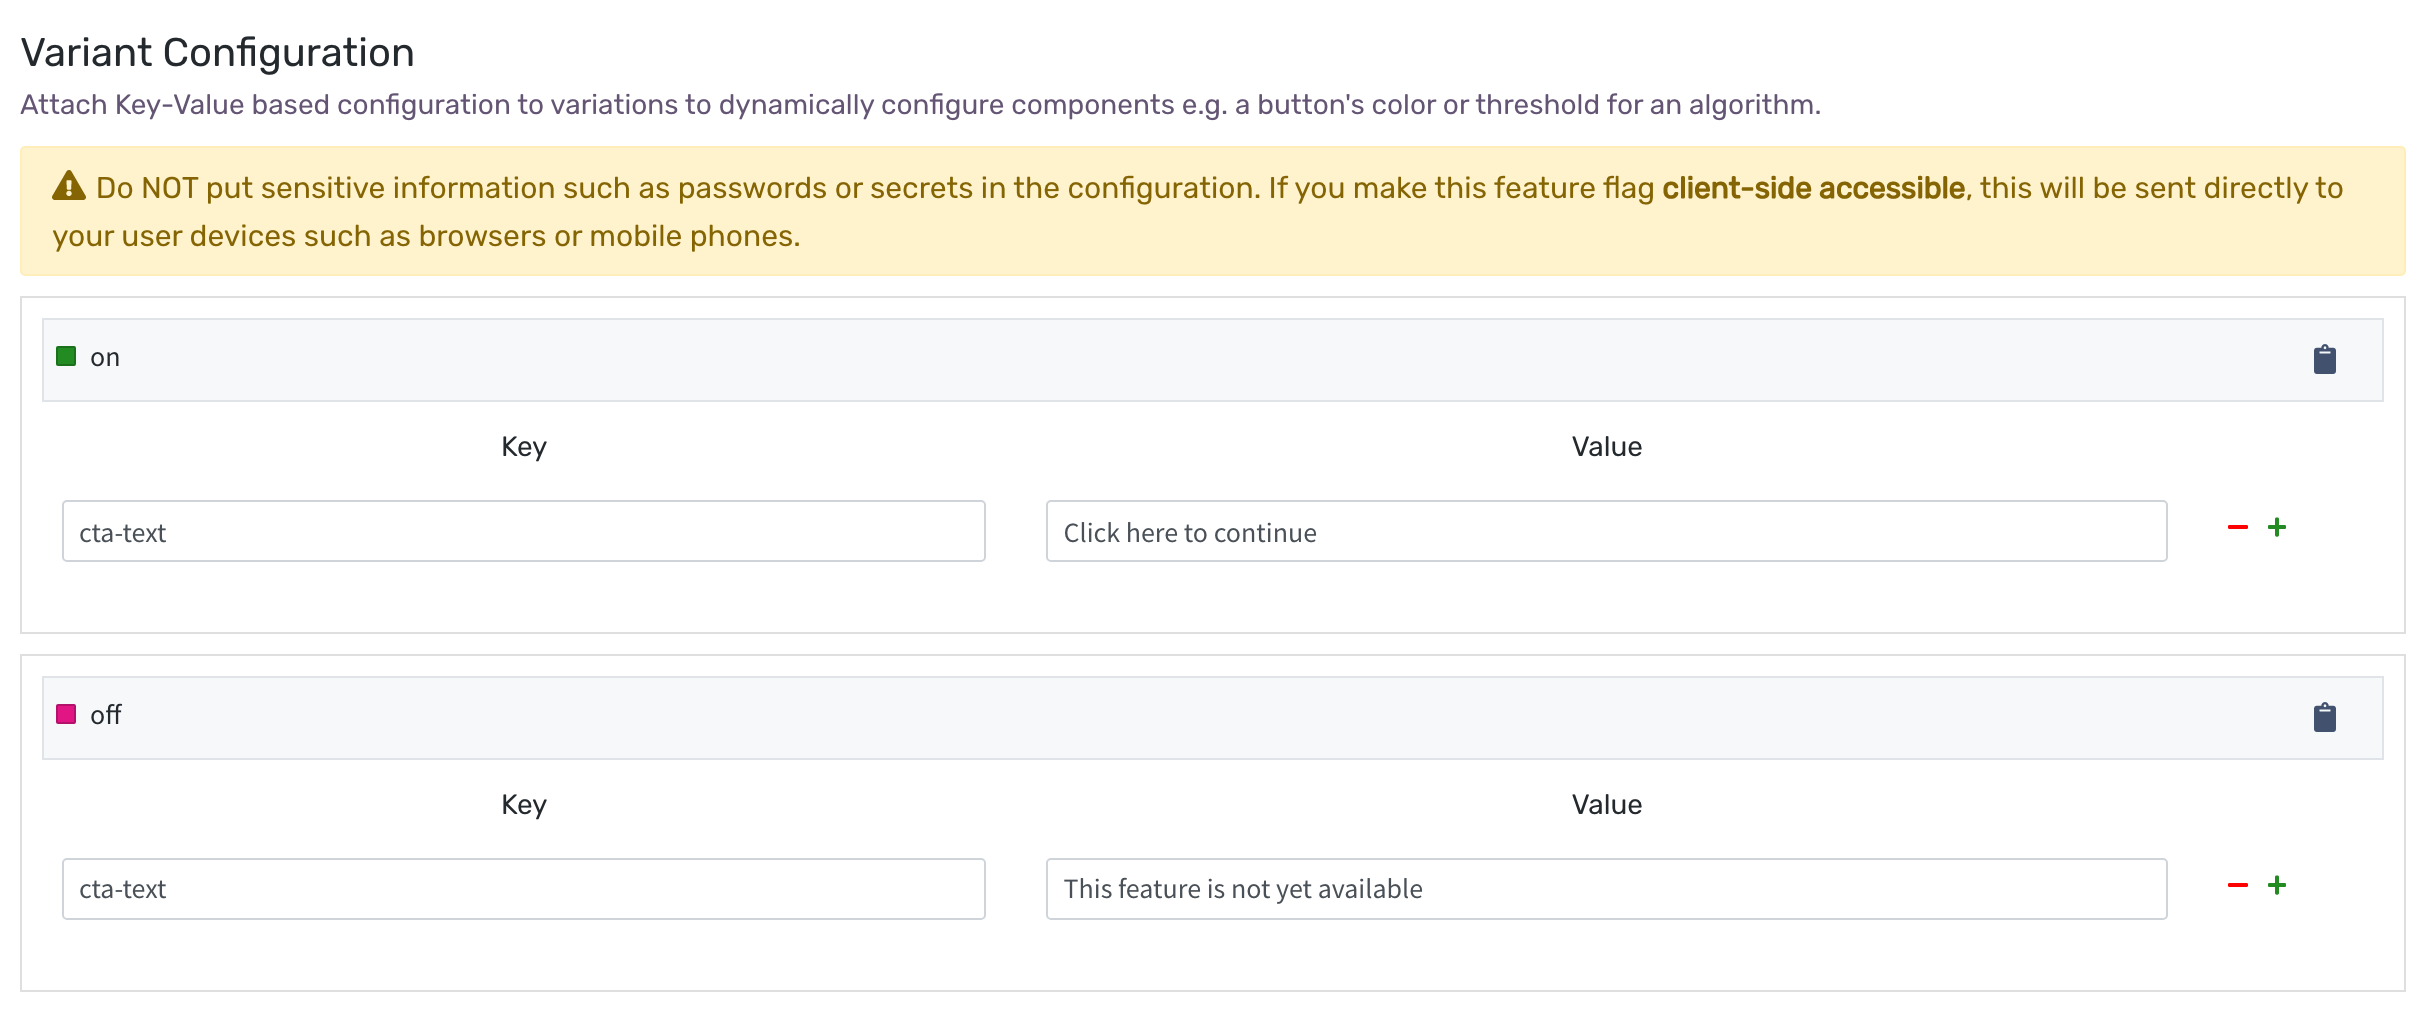 Variant Configuration
Attach Key-Value based configuration to variations to dynamically configure components e.g. a button's color or threshold for an algorithm.
Do NOT put sensitive information such as passwords or secrets in the configuration. If you make this feature flag client-side accessible, this will be sent directly to
your user devices such as browsers or mobile phones.
on
Key Value
cta-text Click here to continue
off
Key Value
cta-text This feature is not yet available